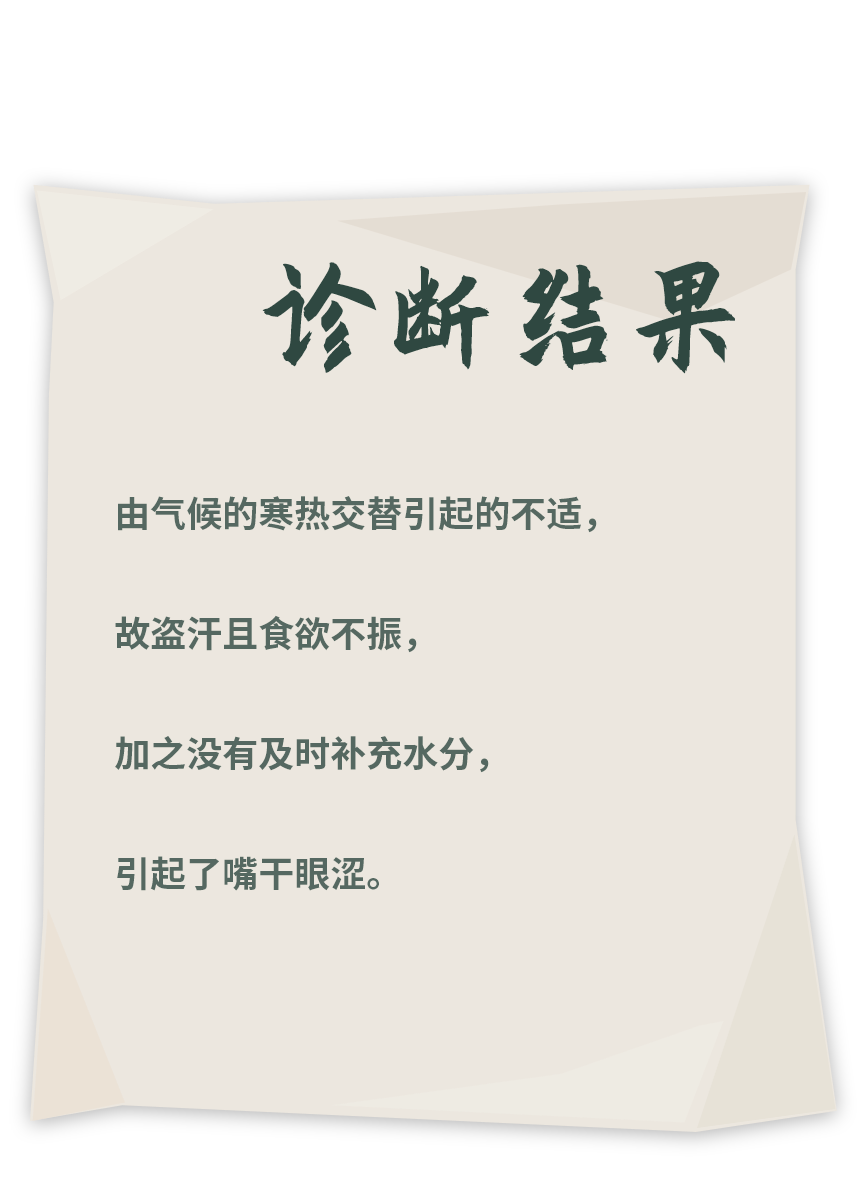 诊断结果
由气候的寒热交替引起的不适，
故盗汗且食欲不振，
加之没有及时补充水分，
引起了嘴干眼涩。